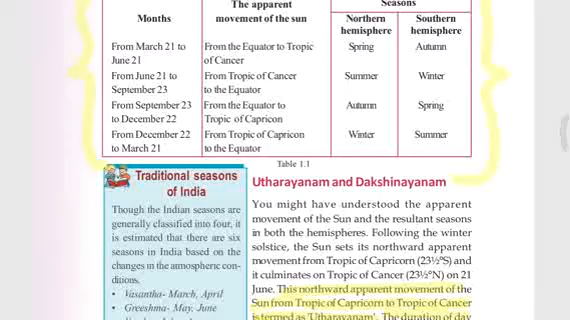 The apparent
Seasons
Months
movement of the sun
Northern
hemisphere
Southern
hemisphere
From March 21 to
June 21
From the Equator to Tropic
of Cancer
Spring
Autumn
From June 21 to
September 23
From Tropic of Cancer
to the Equator
Summer
Winter
From September 23
to December 22
From the Equator to
Tropic of Capricon
Autumn
Spring
From December 22
to March 21
From Tropic of Capricon
to the Equator
Winter
Summer
Table 1.1
Traditional seasons
of India
Though the Indian seasons are
generally classified into four, it
is estimated that there are six
seasons in India based on the
changes in the atmospheric con-
ditions.
• Vasantha- March, April
• Greeshma- May, June
Utharayanam and Dakshinayanam
You might have understood the apparent
movement of the Sun and the resultant seasons
in both the hemispheres. Following the winter
solstice, the Sun sets its northward apparent
movement from Tropic of Capricorn (23½°S) and
it culminates on Tropic of Cancer (23½°N) on 21
June. This northward apparent movement of the
Sun from Tropic of Capricorn to Tropic of Cancer
is termed as 'Utharayanam'. The duration of day